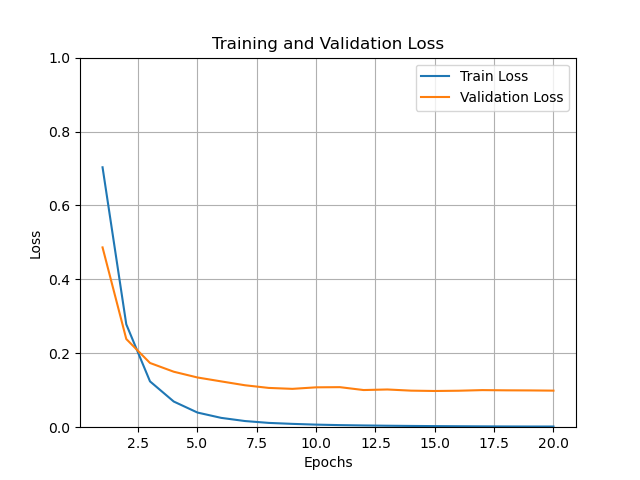 Training and Validation Loss
Train Loss
Validation Loss
1.0
0.8
0.6
0.4
0.2
0.0
Loss
2.5 5.0 7.5 10.0 12.5 15.0 17.5 20.0
Epochs